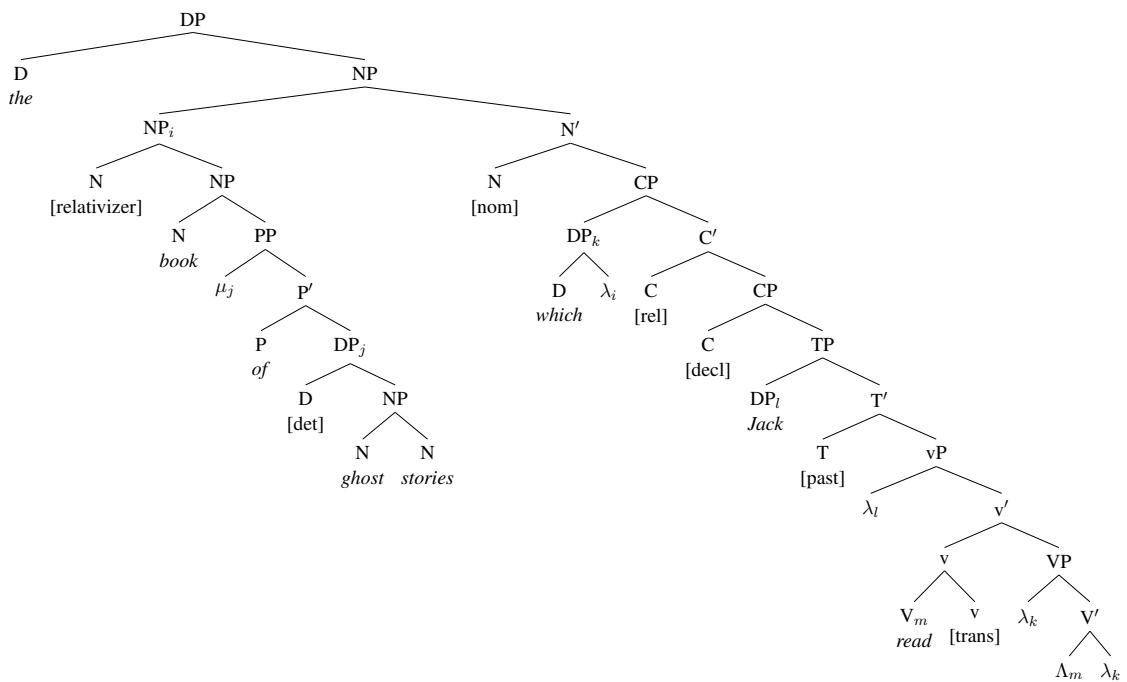 DP
D NP
the
NPᵢ N′
N NP N CP
[relativizer] [nom]
N PP DPₖ C′
book
μⱼ P′ D λᵢ C CP
which [rel]
P DPⱼ C TP
of [decl]
D NP DPₗ T′
[det] Jack
N N T vP
ghost stories [past]
λₗ v′
v VP
Vₘ v λₖ V′
read [trans]
Λₘ λₖ